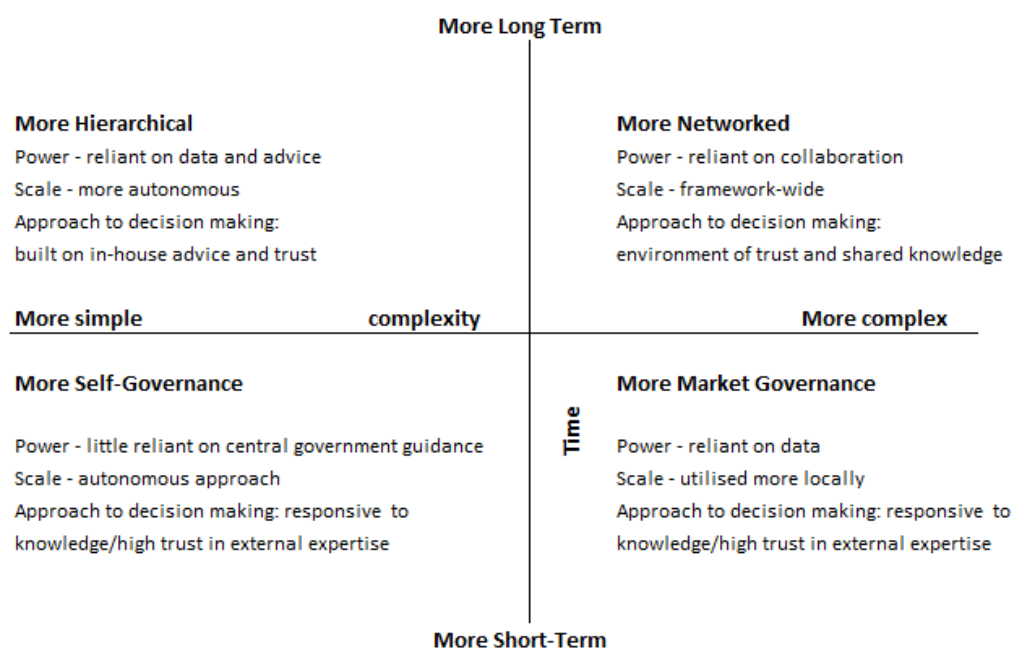 More Long Term
More Hierarchical
Power - reliant on data and advice
Scale - more autonomous
Approach to decision making:
built on in-house advice and trust
More Networked
Power - reliant on collaboration
Scale - framework-wide
Approach to decision making:
environment of trust and shared knowledge
More simple
complexity
More complex
More Self-Governance
Power - little reliant on central government guidance
Scale - autonomous approach
Approach to decision making: responsive to
knowledge/high trust in external expertise
Time
More Market Governance
Power - reliant on data
Scale - utilised more locally
Approach to decision making: responsive to
knowledge/high trust in external expertise
More Short-Term